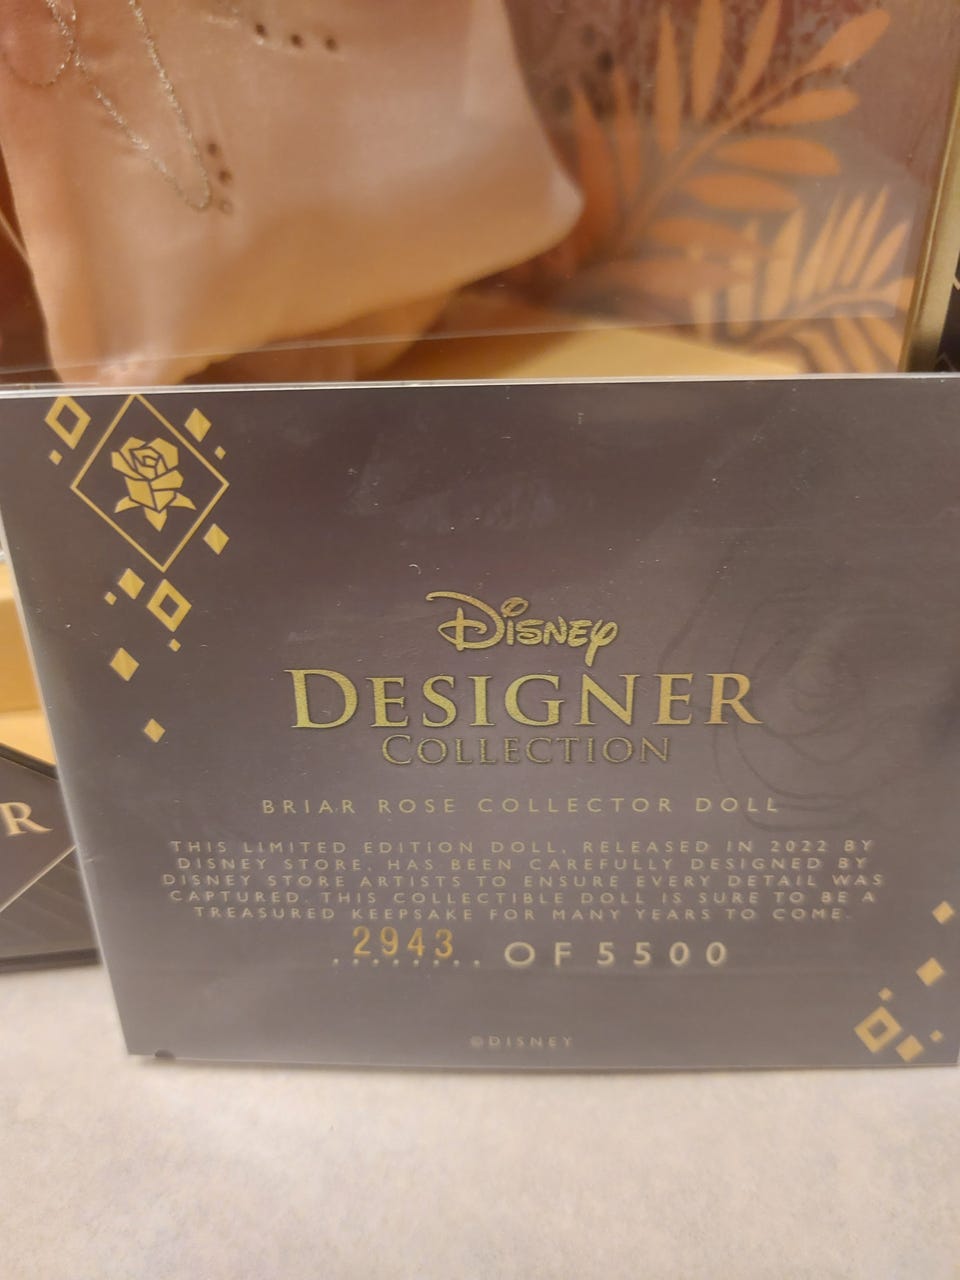 Disney
DESIGNER
COLLECTION
BRIAR ROSE COLLECTOR DOLL
THIS LIMITED EDITION DOLL, RELEASED IN 2022 BY
DISNEY STORE, HAS BEEN CAREFULLY DESIGNED BY
DISNEY STORE ARTISTS TO ENSURE EVERY DETAIL WAS
CAPTURED. THIS COLLECTIBLE DOLL IS SURE TO BE A
TREASURED KEEPSAKE FOR MANY YEARS TO COME.
2943 OF 5500
©DISNEY
R